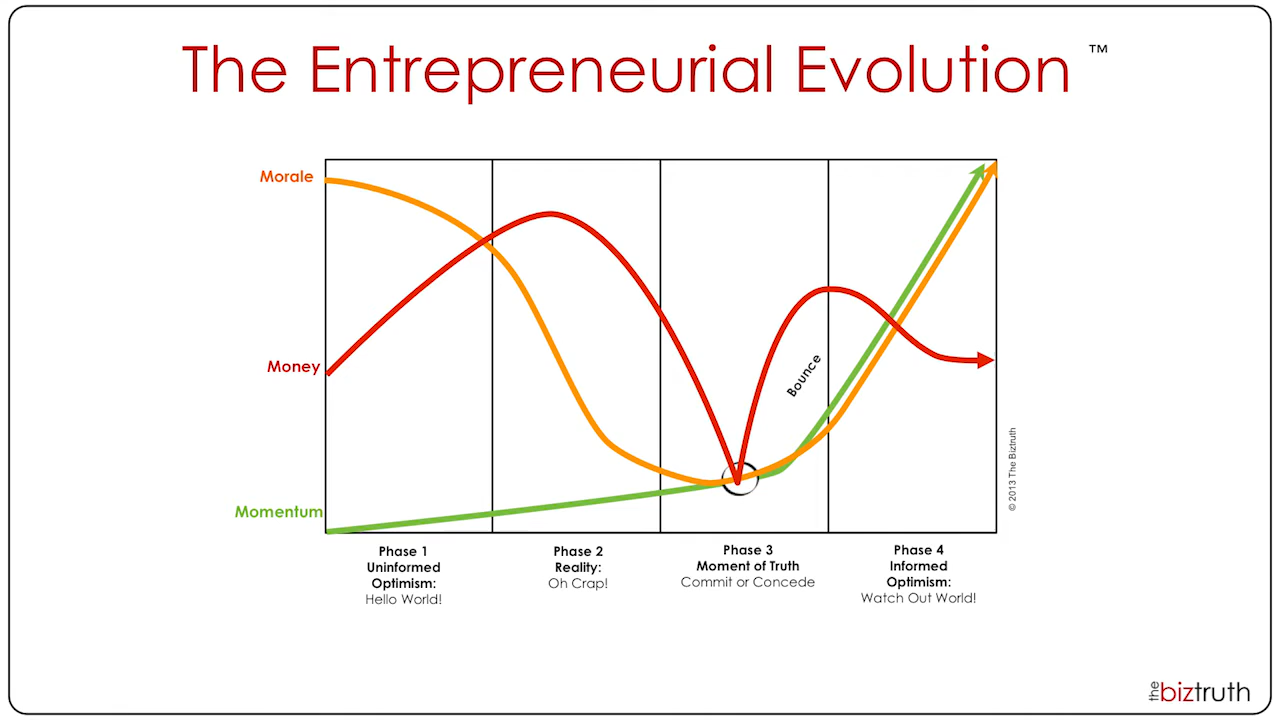 The Entrepreneurial Evolution ™
Morale
Money
Momentum
Bounce
© 2013 The Biztruth
Phase 1
Uninformed
Optimism:
Hello World!
Phase 2
Reality:
Oh Crap!
Phase 3
Moment of Truth
Commit or Concede
Phase 4
Informed
Optimism:
Watch Out World!
the biztruth